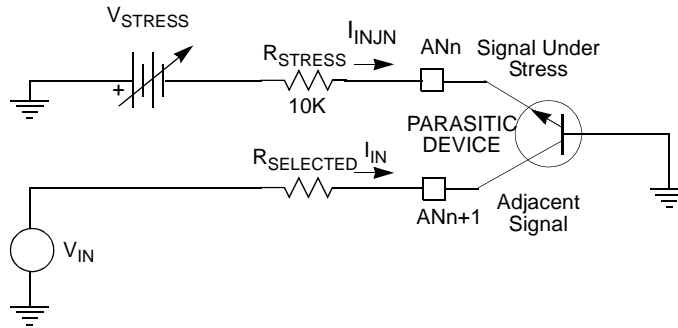 VSTRESS
RSTRESS
IINJN
ANn
Signal Under
Stress
+
10K
PARASITIC
DEVICE
RSELECTED
IIN
ANn+1
Adjacent
Signal
VIN